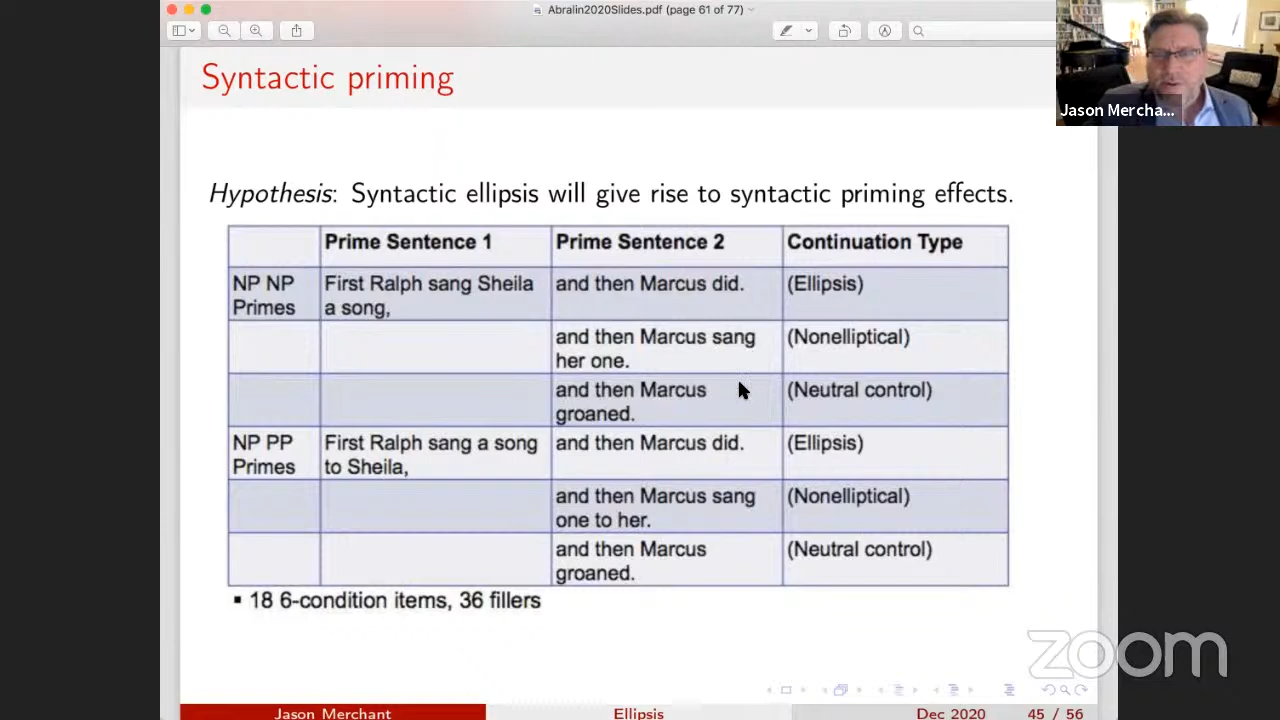 Abralin2020Slides.pdf (page 61 of 77)
Syntactic priming
Jason Mercha...
Hypothesis: Syntactic ellipsis will give rise to syntactic priming effects.
Prime Sentence 1 Prime Sentence 2 Continuation Type
NP NP First Ralph sang Sheila and then Marcus did. (Ellipsis)
Primes a song,
and then Marcus sang (Nonelliptical)
her one.
and then Marcus (Neutral control)
groaned.
NP PP First Ralph sang a song and then Marcus did. (Ellipsis)
Primes to Sheila,
and then Marcus sang (Nonelliptical)
one to her.
and then Marcus (Neutral control)
groaned.
▪ 18 6-condition items, 36 fillers
zoom
Jason Merchant Ellipsis Dec 2020 45 / 56